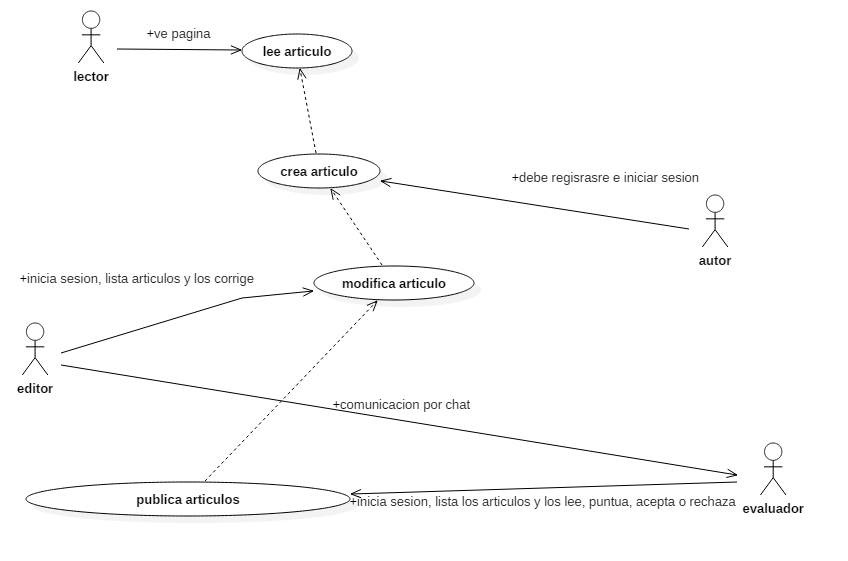 +ve pagina
lee articulo
lector
crea articulo
+debe regisrasre e iniciar sesion
autor
+inicia sesion, lista articulos y los corrige
modifica articulo
editor
+comunicacion por chat
publica articulos
+inicia sesion, lista los articulos y los lee, puntua, acepta o rechaza
evaluador